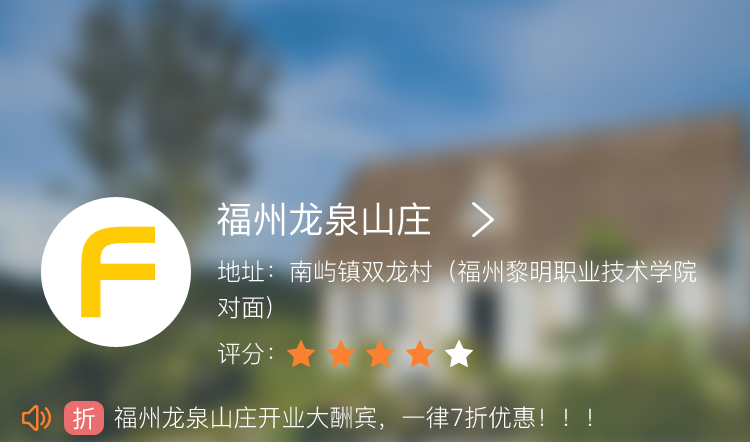 福州龙泉山庄
地址：南屿镇双龙村（福州黎明职业技术学院
对面）
评分：
折 福州龙泉山庄开业大酬宾，一律7折优惠！！！